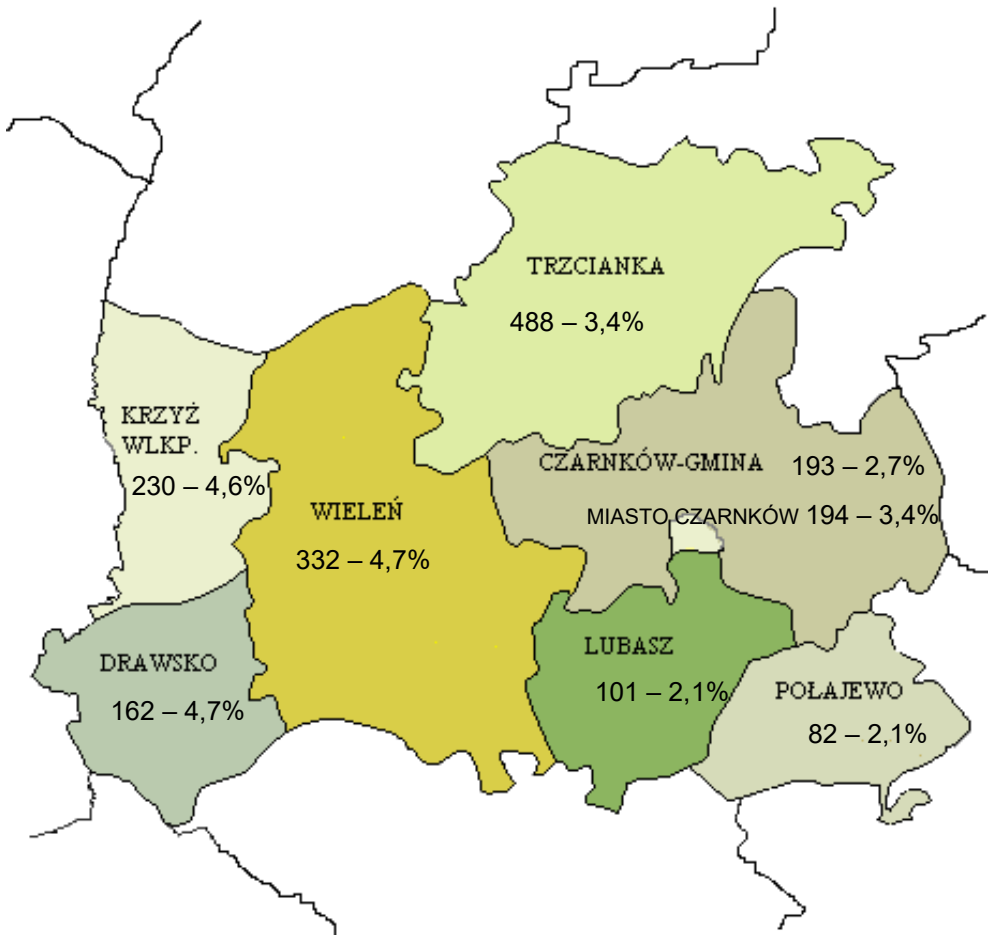 TRZCIANKA
488 – 3,4%
KRZYŻ
WLKP.
230 – 4,6%
WIELEŃ
332 – 4,7%
CZARNKÓW-GMINA 193 – 2,7%
MIASTO CZARNKÓW 194 – 3,4%
DRAWSKO
162 – 4,7%
LUBASZ
101 – 2,1%
POŁAJEWO
82 – 2,1%